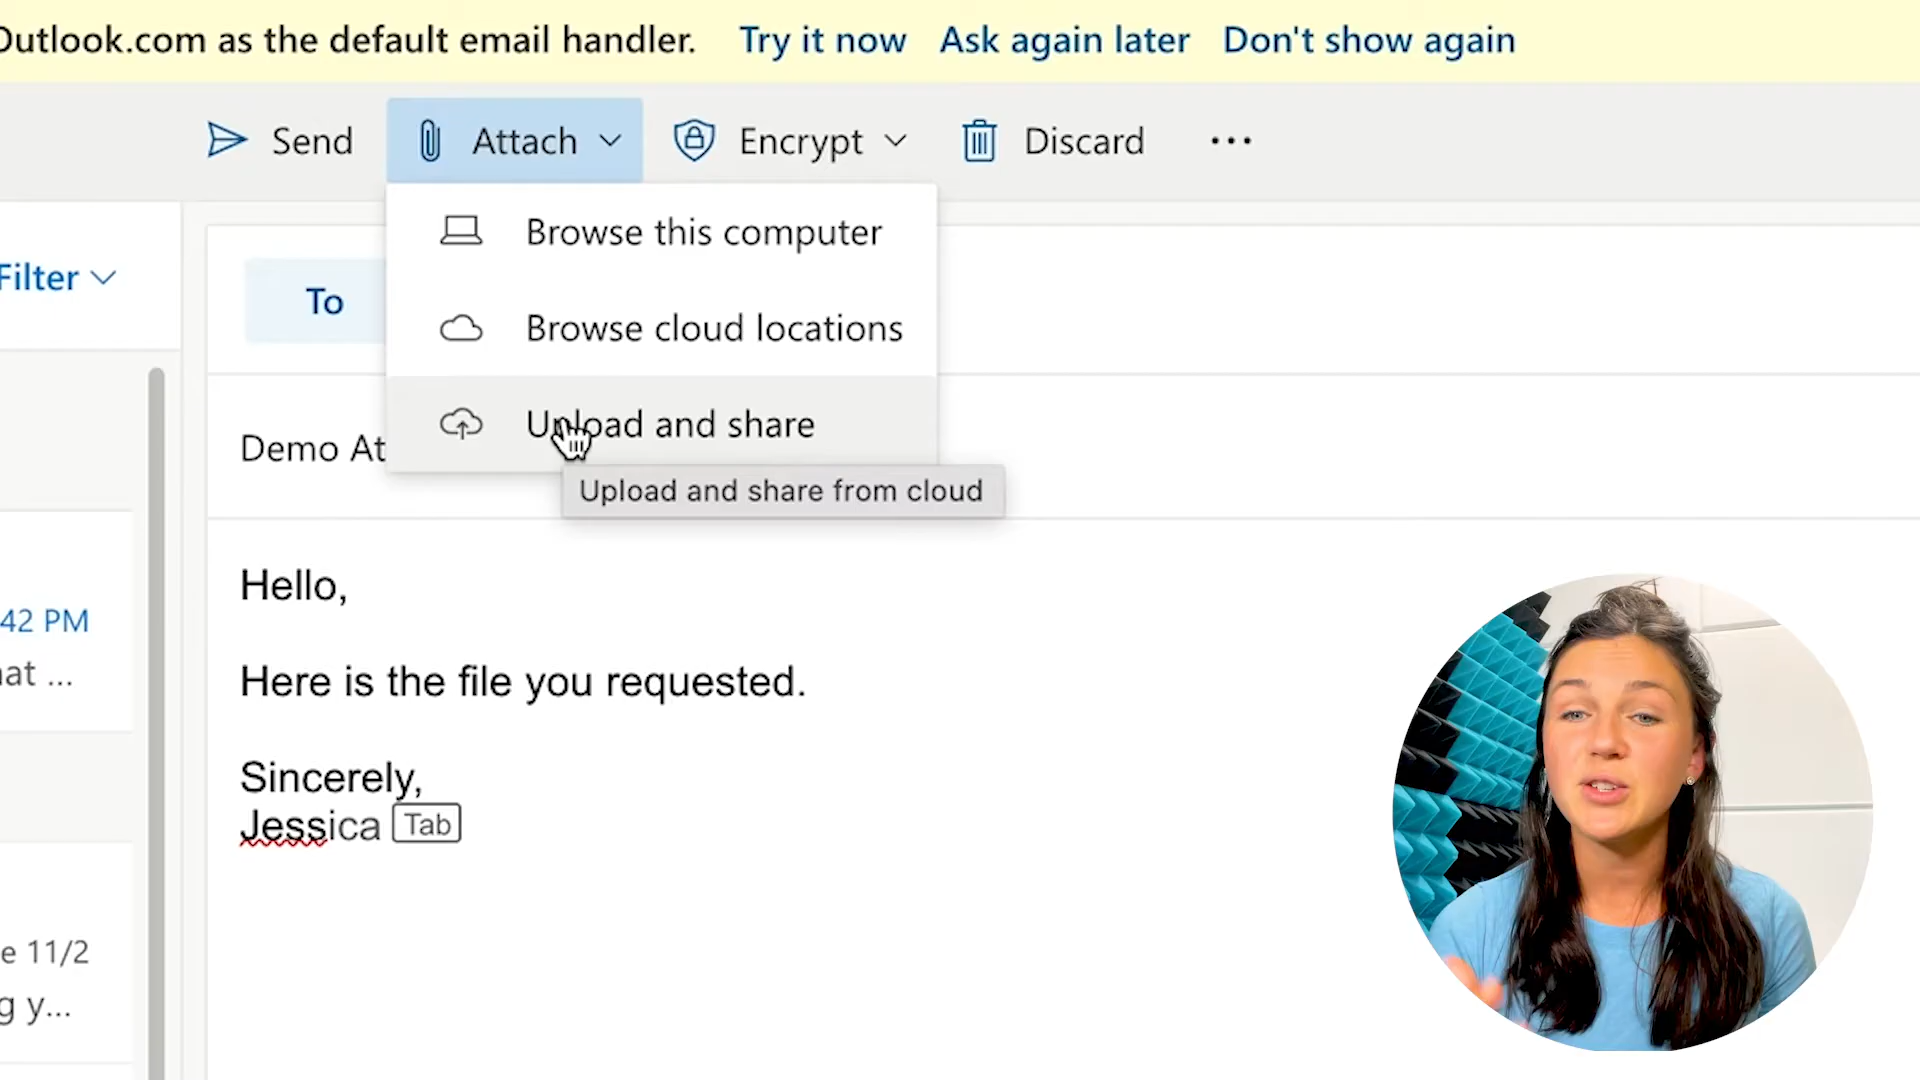 Outlook.com as the default email handler. Try it now Ask again later Don't show again
Send Attach Encrypt Discard ...
Browse this computer
Browse cloud locations
Upload and share
Upload and share from cloud
Filter
To
Demo At
Hello,
Here is the file you requested.
Sincerely,
Jessica Tab
42 PM
...
e 11/2
g y...